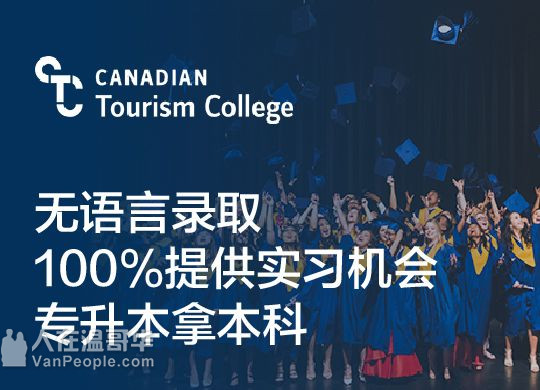 CTC
CANADIAN
Tourism College
无语言录取
100%提供实习机会
专升本拿本科
人在温哥华
VanPeople.com